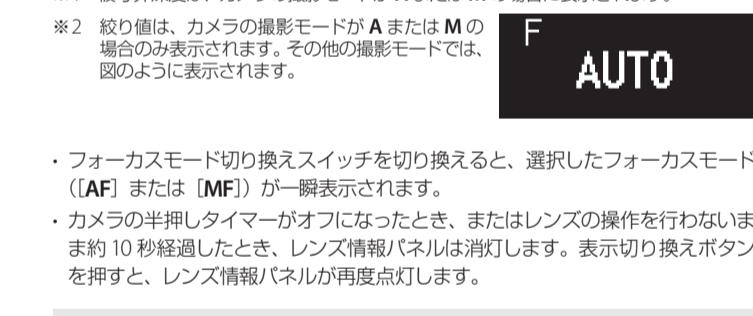 ※2 絞り値は、カメラの撮影モードが A または M の
場合のみ表示されます。その他の撮影モードでは、
図のように表示されます。
F
AUTO
・フォーカスモード切り換えスイッチを切り換えると、選択したフォーカスモード
（［AF］または［MF］）が一瞬表示されます。
・カメラの半押しタイマーがオフになったとき、またはレンズの操作を行わないま
ま約 10 秒経過したとき、レンズ情報パネルは消灯します。表示切り換えボタン
を押すと、レンズ情報パネルが再度点灯します。